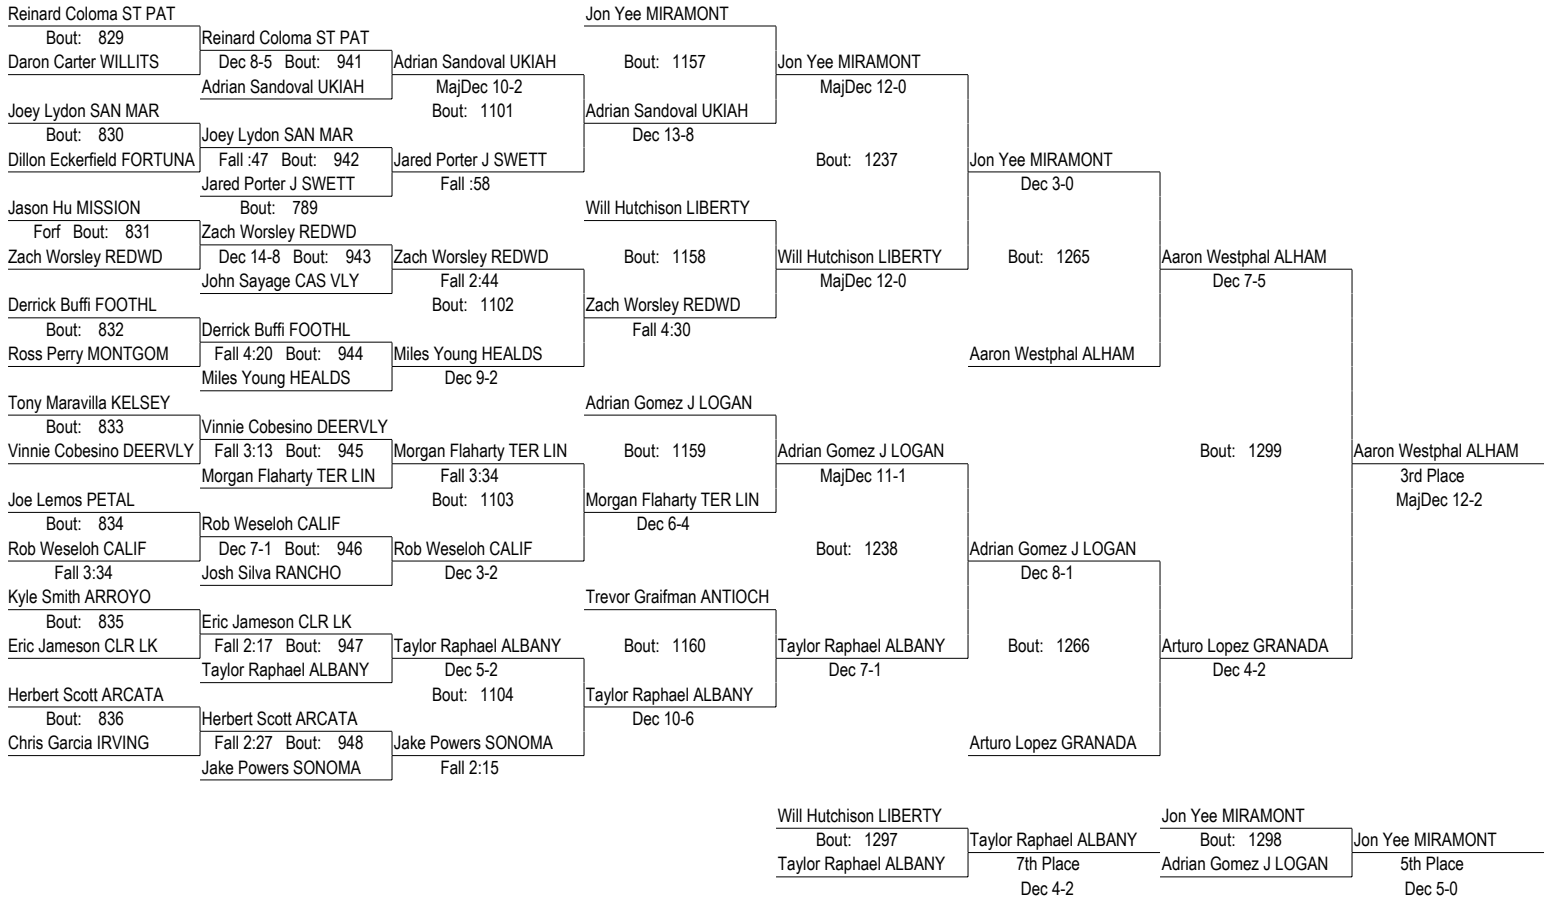 Reinard Coloma ST PAT
Jon Yee MIRAMONT
Bout: 829
Reinard Coloma ST PAT
Daron Carter WILLITS
Dec 8-5 Bout: 941
Adrian Sandoval UKIAH
Bout: 1157
Jon Yee MIRAMONT
Adrian Sandoval UKIAH
MajDec 10-2
MajDec 12-0
Joey Lydon SAN MAR
Bout: 1101
Adrian Sandoval UKIAH
Bout: 830
Joey Lydon SAN MAR
Dec 13-8
Dillon Eckerfield FORTUNA
Fall :47 Bout: 942
Jared Porter J SWETT
Bout: 1237
Jon Yee MIRAMONT
Jared Porter J SWETT
Fall :58
Dec 3-0
Jason Hu MISSION
Bout: 789
Will Hutchison LIBERTY
Forf Bout: 831
Zach Worsley REDWD
Zach Worsley REDWD
Dec 14-8 Bout: 943
Zach Worsley REDWD
Bout: 1158
Will Hutchison LIBERTY
Bout: 1265
Aaron Westphal ALHAM
John Sayage CAS VLY
Fall 2:44
MajDec 12-0
Dec 7-5
Derrick Buffi FOOTHL
Bout: 1102
Zach Worsley REDWD
Bout: 832
Derrick Buffi FOOTHL
Fall 4:30
Ross Perry MONTGOM
Fall 4:20 Bout: 944
Miles Young HEALDS
Aaron Westphal ALHAM
Miles Young HEALDS
Dec 9-2
Tony Maravilla KELSEY
Adrian Gomez J LOGAN
Bout: 833
Vinnie Cobesino DEERVLY
Vinnie Cobesino DEERVLY
Fall 3:13 Bout: 945
Morgan Flaharty TER LIN
Bout: 1159
Adrian Gomez J LOGAN
Bout: 1299
Aaron Westphal ALHAM
Morgan Flaharty TER LIN
Fall 3:34
MajDec 11-1
3rd Place
Joe Lemos PETAL
Bout: 1103
Morgan Flaharty TER LIN
MajDec 12-2
Bout: 834
Rob Weseloh CALIF
Dec 6-4
Rob Weseloh CALIF
Dec 7-1 Bout: 946
Rob Weseloh CALIF
Bout: 1238
Adrian Gomez J LOGAN
Fall 3:34
Josh Silva RANCHO
Dec 3-2
Dec 8-1
Kyle Smith ARROYO
Trevor Graifman ANTIOCH
Bout: 835
Eric Jameson CLR LK
Eric Jameson CLR LK
Fall 2:17 Bout: 947
Taylor Raphael ALBANY
Bout: 1160
Taylor Raphael ALBANY
Bout: 1266
Arturo Lopez GRANADA
Taylor Raphael ALBANY
Dec 5-2
Dec 7-1
Dec 4-2
Herbert Scott ARCATA
Bout: 1104
Taylor Raphael ALBANY
Bout: 836
Herbert Scott ARCATA
Dec 10-6
Chris Garcia IRVING
Fall 2:27 Bout: 948
Jake Powers SONOMA
Arturo Lopez GRANADA
Jake Powers SONOMA
Fall 2:15
Will Hutchison LIBERTY
Jon Yee MIRAMONT
Bout: 1297
Taylor Raphael ALBANY
Bout: 1298
Jon Yee MIRAMONT
Taylor Raphael ALBANY
7th Place
Adrian Gomez J LOGAN
5th Place
Dec 4-2
Dec 5-0